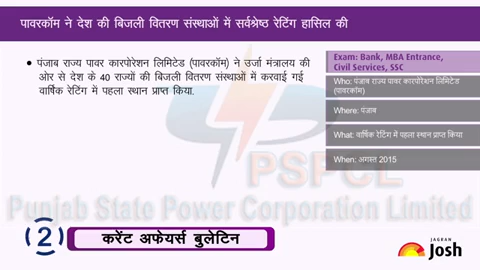 पावरकॉम ने देश की बिजली वितरण संस्थाओं में सर्वश्रेष्ठ रेटिंग हासिल की
• पंजाब राज्य पावर कारपोरेशन लिमिटेड (पावरकॉम) ने उर्जा मंत्रालय की
ओर से देश के 40 राज्यों की बिजली वितरण संस्थाओं में करवाई गई
वार्षिक रेटिंग में पहला स्थान प्राप्त किया.
Exam: Bank, MBA Entrance,
Civil Services, SSC
Who: पंजाब राज्य पावर कारपोरेशन लिमिटेड
(पावरकॉम)
Where: पंजाब
What: वार्षिक रेटिंग में पहला स्थान प्राप्त किया
When: अगस्त 2015
PSPCL
Punjab State Power Corporation Limited
2
करेंट अफेयर्स बुलेटिन
JAGRAN
Josh